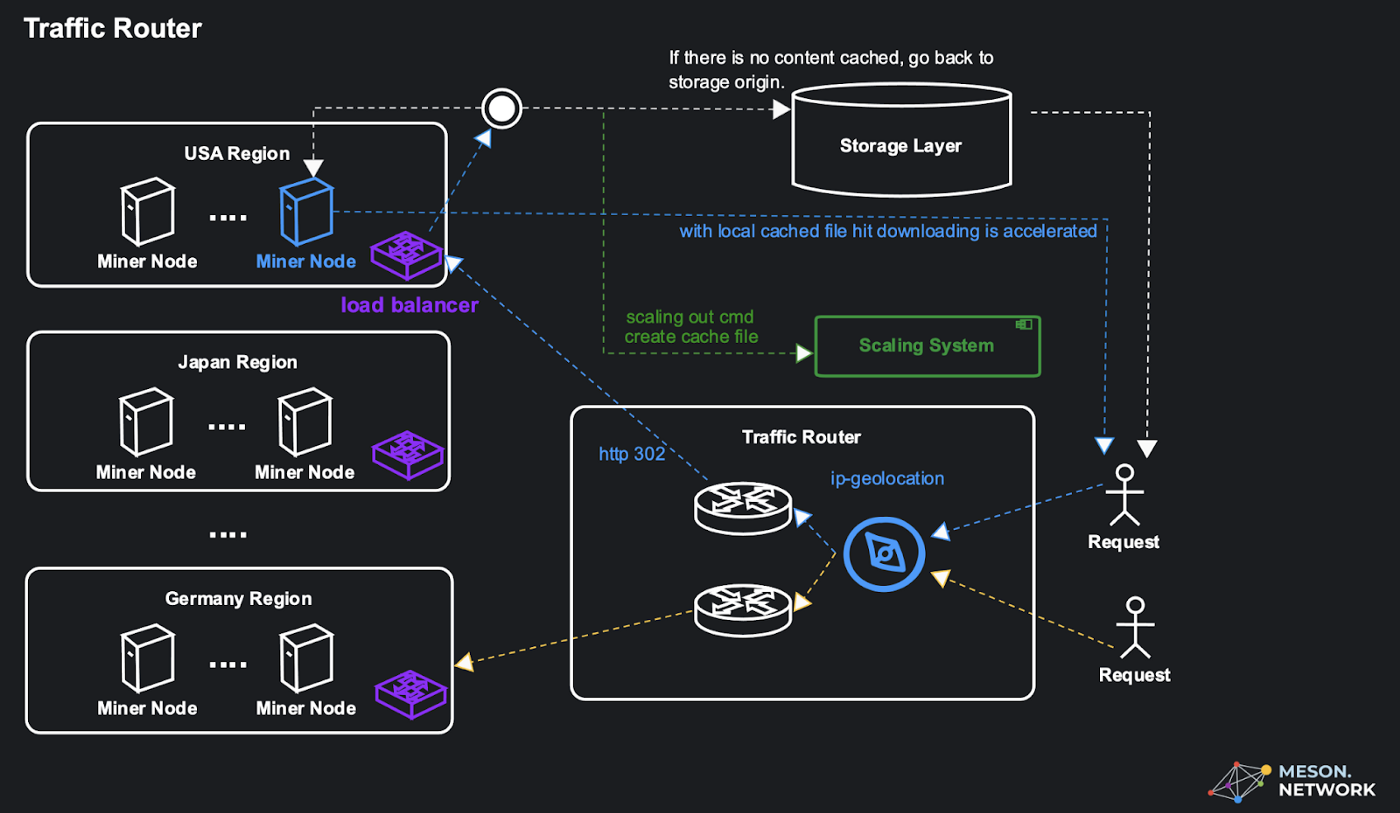 Traffic Router
If there is no content cached, go back to
storage origin.
Storage Layer
USA Region
....
Miner Node
Miner Node
load balancer
with local cached file hit downloading is accelerated
scaling out cmd
create cache file
Scaling System
Japan Region
....
Miner Node
Miner Node
....
Traffic Router
http 302
ip-geolocation
Request
Request
Germany Region
....
Miner Node
Miner Node
MESON.
NETWORK